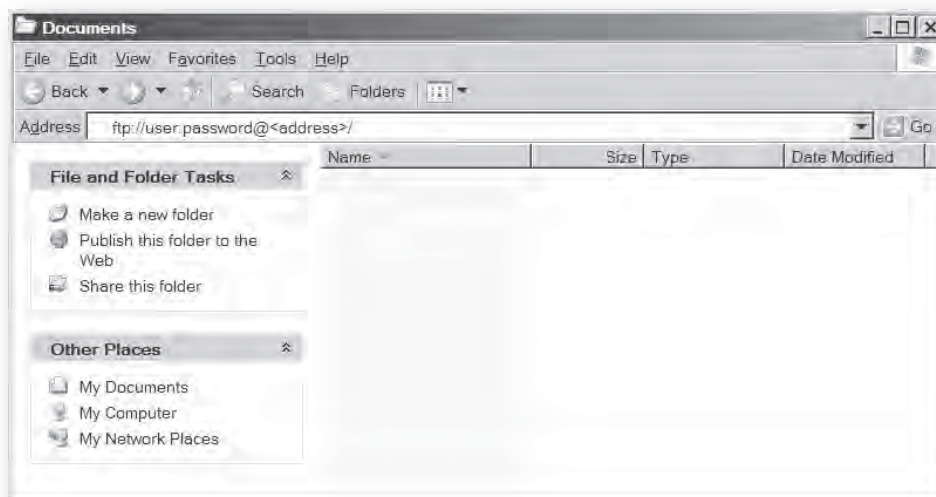 Documents
File Edit View Favorites Tools Help
Back Search Folders
Address ftp://user:password@<address>/ Go
Name Size Type Date Modified
File and Folder Tasks
Make a new folder
Publish this folder to the
Web
Share this folder
Other Places
My Documents
My Computer
My Network Places